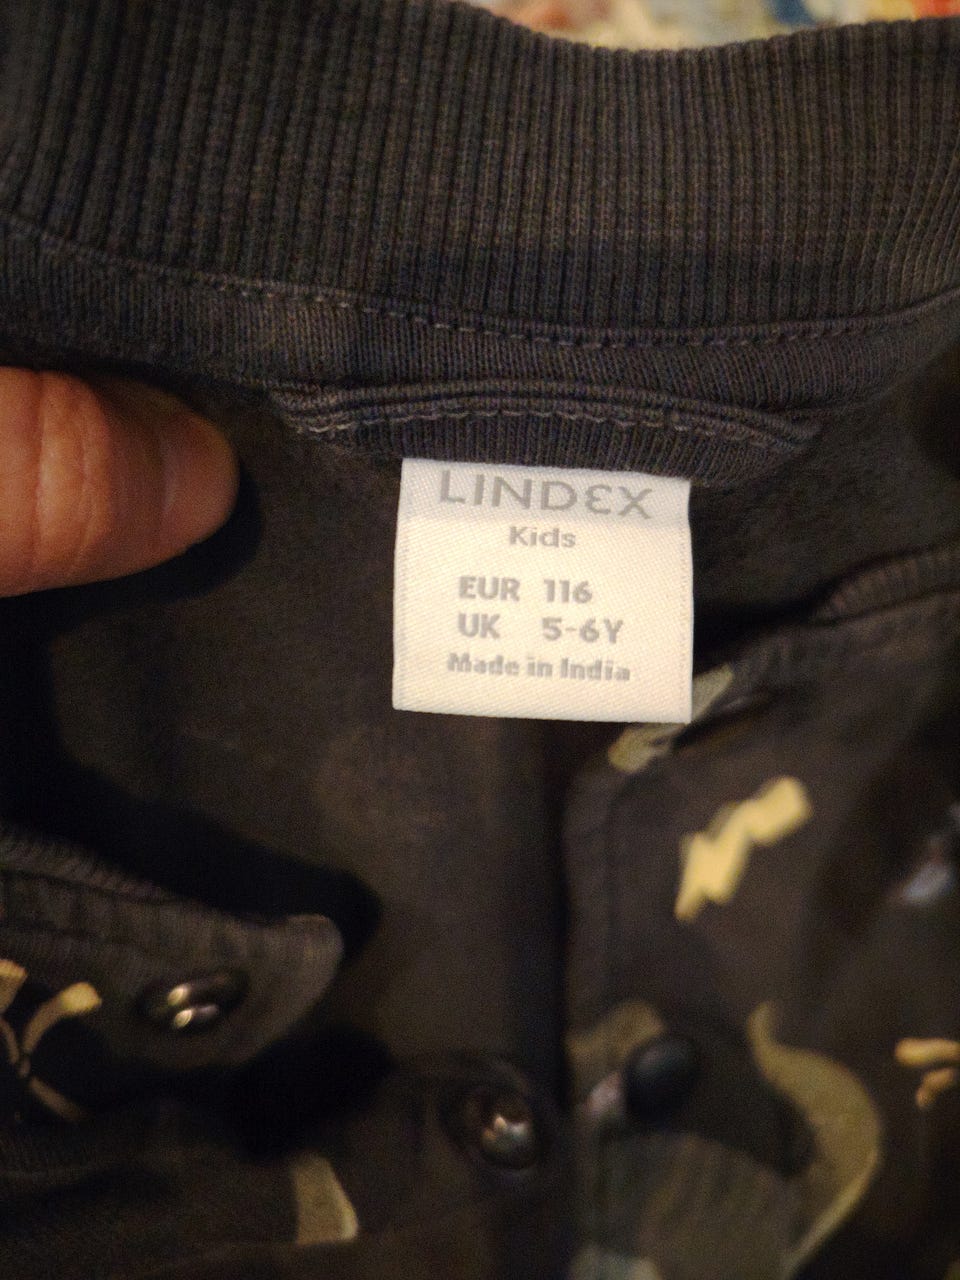 LINDEX
Kids
EUR 116
UK 5-6Y
Made in India